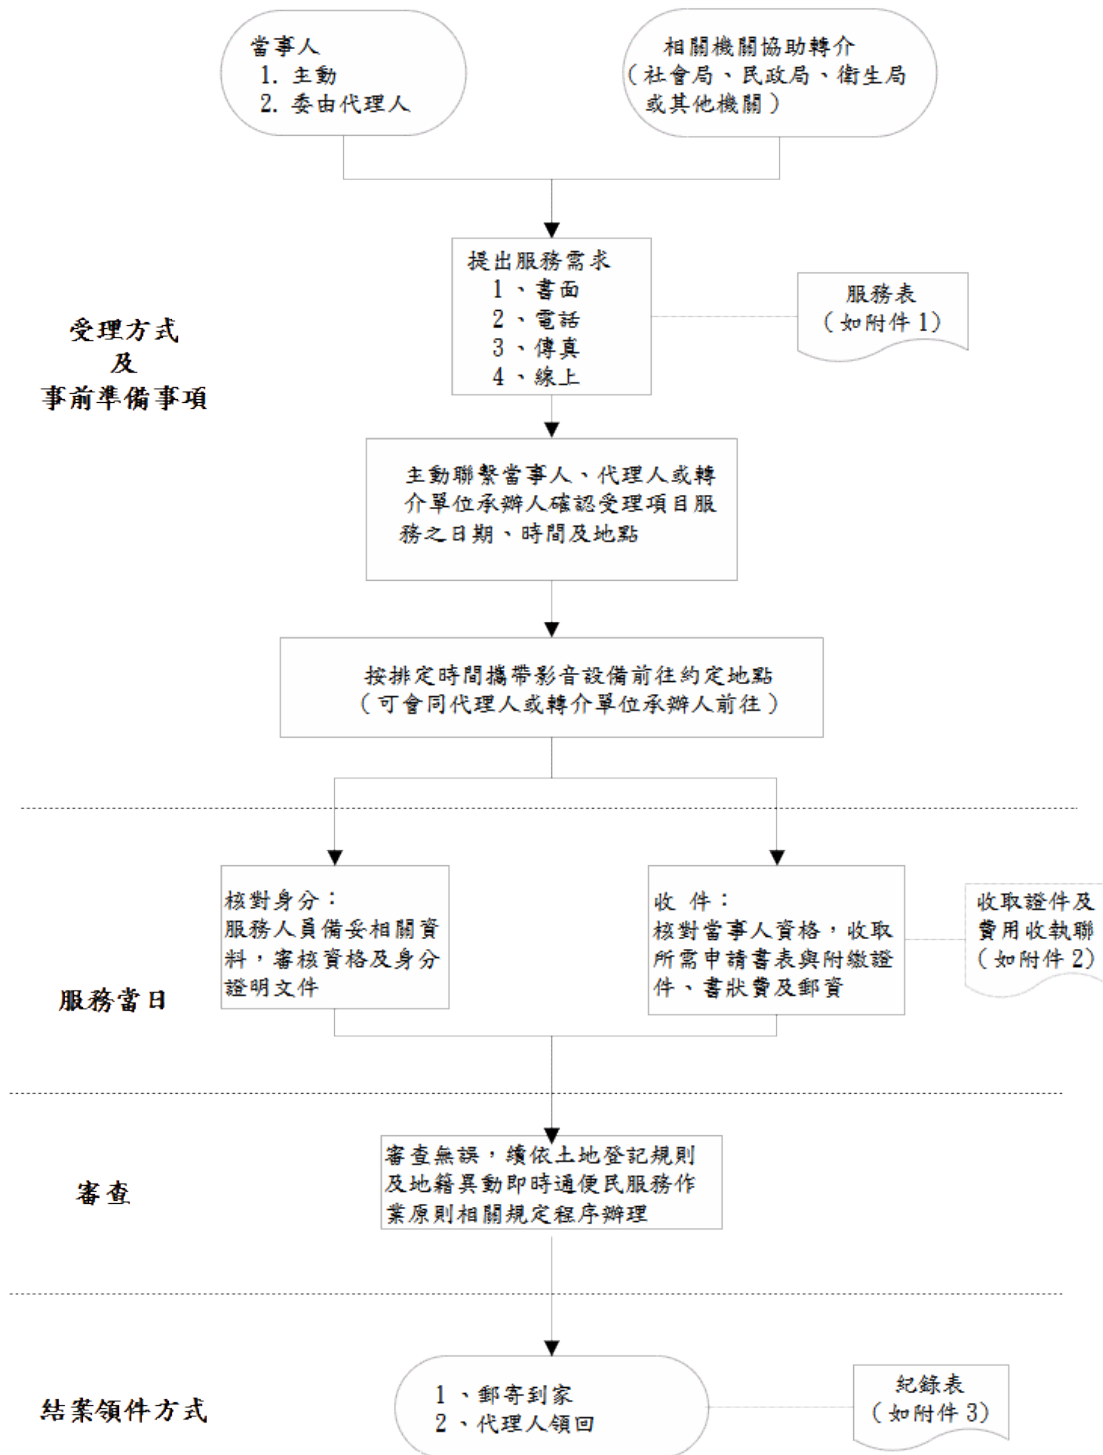 當事人
1. 主動
2. 委由代理人
相關機關協助轉介
（社會局、民政局、衛生局
或其他機關）
受理方式
及
事前準備事項
提出服務需求
1、書面
2、電話
3、傳真
4、線上
服務表
（如附件1）
主動聯繫當事人、代理人或轉
介單位承辦人確認受理項目服
務之日期、時間及地點
按排定時間攜帶影音設備前往約定地點
（可會同代理人或轉介單位承辦人前往）
服務當日
核對身分：
服務人員備妥相關資
料，審核資格及身分
證明文件
收 件：
核對當事人資格，收取
所需申請書表與附繳證
件、書狀費及郵資
收取證件及
費用收執聯
（如附件2）
審查
審查無誤，續依土地登記規則
及地籍異動即時通便民服務作
業原則相關規定程序辦理
結案領件方式
1、郵寄到家
2、代理人領回
紀錄表
（如附件3）